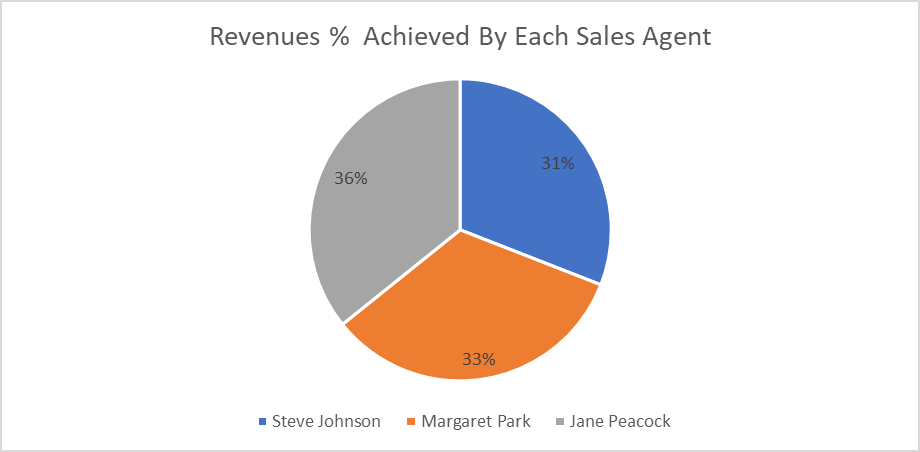 Revenues %  Achieved By Each Sales Agent
31%
36%
33%
Steve Johnson Margaret Park Jane Peacock